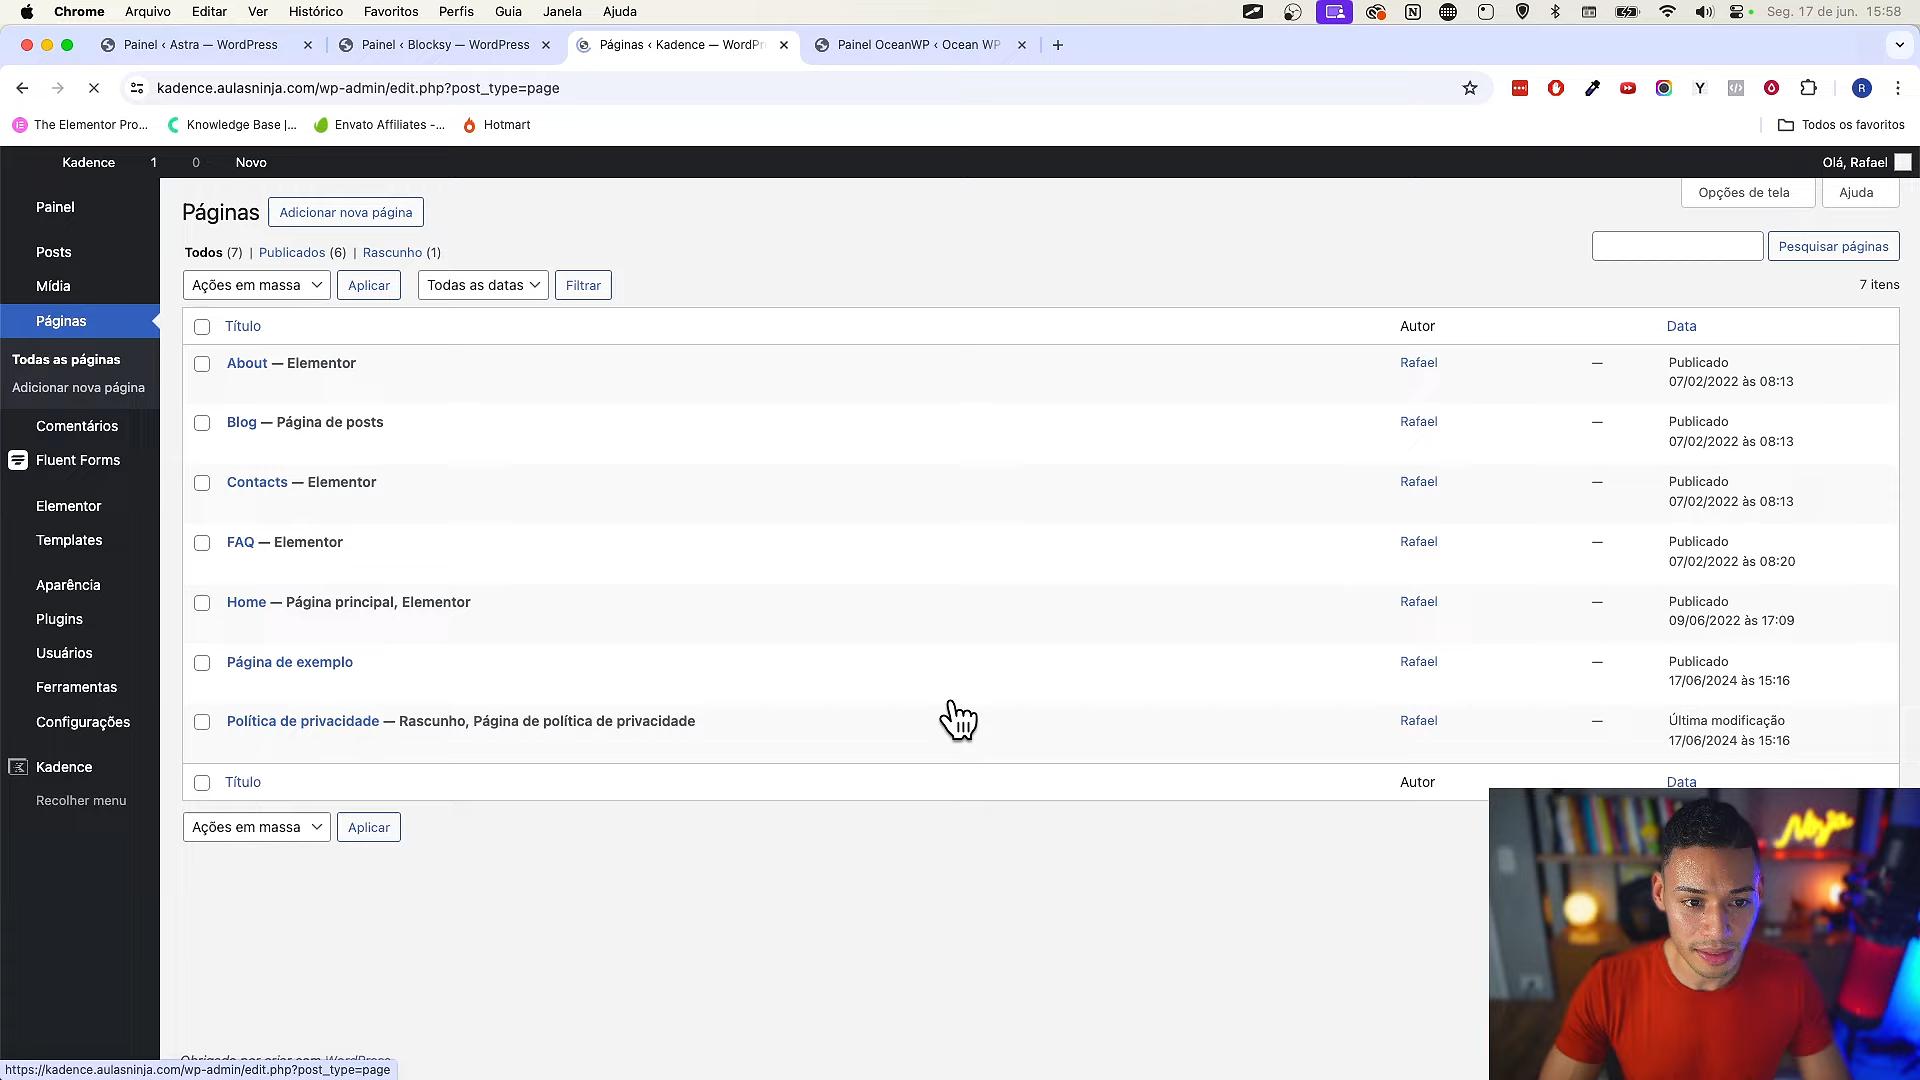 Chrome Arquivo Editar Ver Histórico Favoritos Perfis Guia Janela Ajuda Seg. 17 de jun. 15:58
Painel ‹ Astra — WordPress Painel ‹ Blocksy — WordPress Páginas ‹ Kadence — WordPr Painel OceanWP ‹ Ocean WP
kadence.aulasninja.com/wp-admin/edit.php?post_type=page
The Elementor Pro... Knowledge Base |... Envato Affiliates -... Hotmart Todos os favoritos
Kadence 1 0 Novo Olá, Rafael
Opções de tela Ajuda
Painel
Posts
Mídia
Páginas
Todas as páginas
Adicionar nova página
Comentários
Fluent Forms
Elementor
Templates
Aparência
Plugins
Usuários
Ferramentas
Configurações
Kadence
Recolher menu
Páginas Adicionar nova página
Todos (7) | Publicados (6) | Rascunho (1)
Pesquisar páginas
Ações em massa Aplicar Todas as datas Filtrar 7 itens
Título Autor Data
About — Elementor Rafael — Publicado
07/02/2022 às 08:13
Blog — Página de posts Rafael — Publicado
07/02/2022 às 08:13
Contacts — Elementor Rafael — Publicado
07/02/2022 às 08:13
FAQ — Elementor Rafael — Publicado
07/02/2022 às 08:20
Home — Página principal, Elementor Rafael — Publicado
09/06/2022 às 17:09
Página de exemplo Rafael — Publicado
17/06/2024 às 15:16
Política de privacidade — Rascunho, Página de política de privacidade Rafael — Última modificação
17/06/2024 às 15:16
Título Autor Data
Ações em massa Aplicar
Ninja
Obrigado por criar com WordPress
https://kadence.aulasninja.com/wp-admin/edit.php?post_type=page